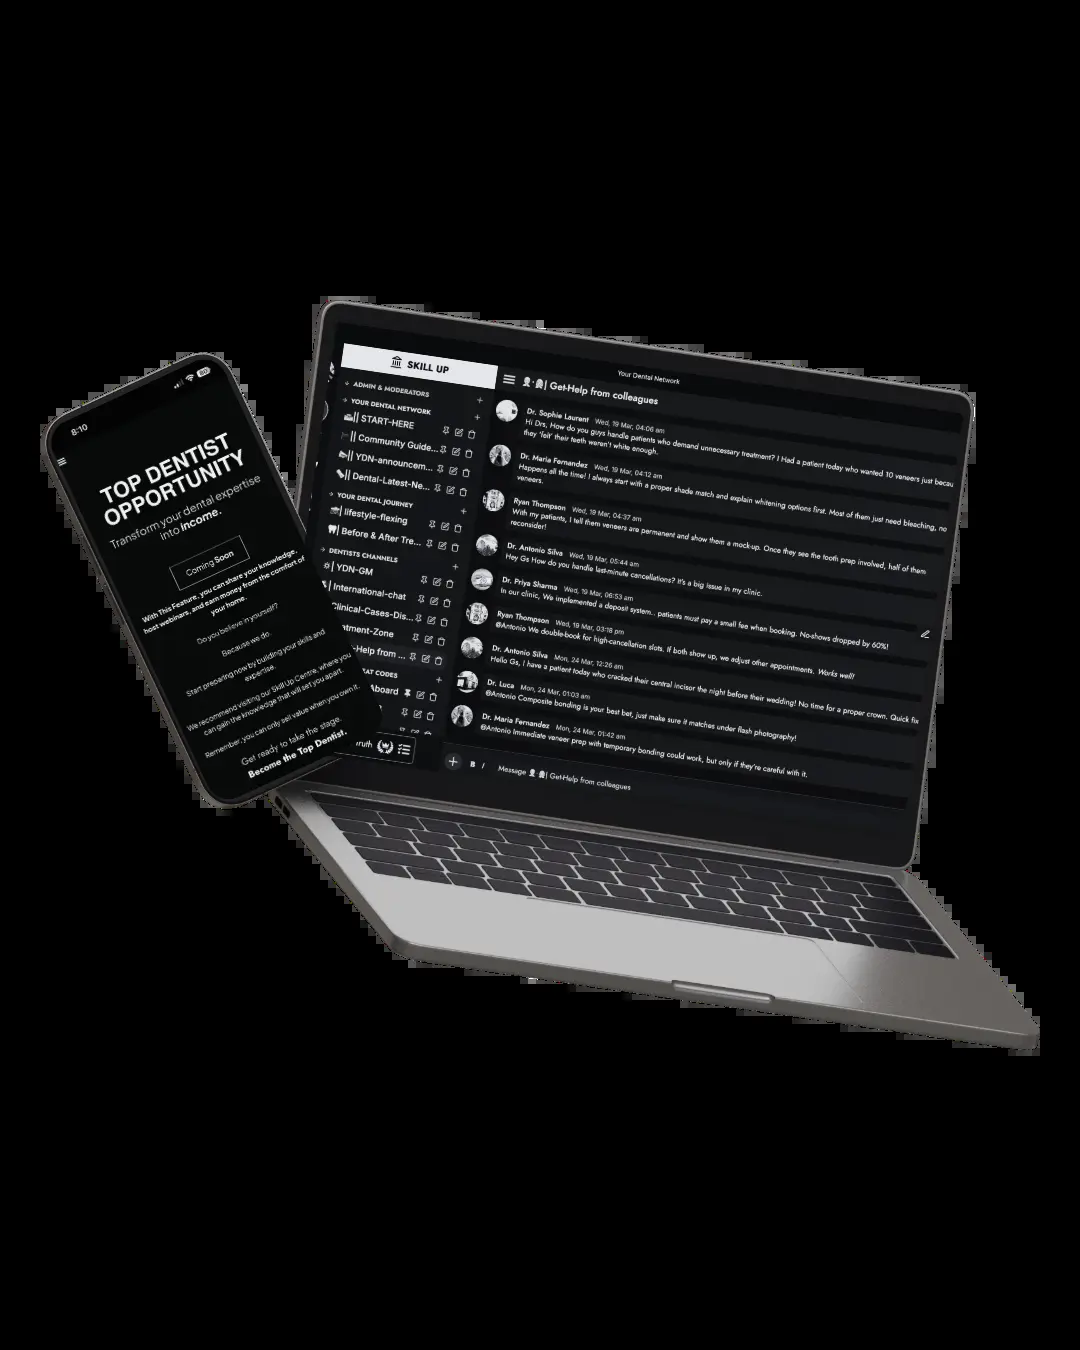 8:10
TOP DENTIST
OPPORTUNITY
Transform your dental expertise
into income.
Coming Soon
With This Feature, you can share your knowledge,
host webinars, and earn money from the comfort of
your home.
Do you believe in yourself?
Because we do.
Start preparing now by building your skills and
expertise.
We recommend visiting our Skill Up Centre, where you
can gain the knowledge that will set you apart.
Remember, you can only sell value when you own it.
Get ready to take the stage.
Become the Top Dentist.
SKILL UP
ADMIN & MODERATORS
YOUR DENTAL NETWORK
|| START-HERE
|| Community Guide...
|| YDN-announcem...
|| Dental-Latest-Ne...
YOUR DENTAL JOURNEY
| lifestyle-flexing
| Before & After Tre...
DENTISTS CHANNELS
| YDN-GM
| International-chat
Clinical-Cases-Dis...
atment-Zone
-Help from ...
AT CODES
Aboard
ruth
Your Dental Network
| Get-Help from colleagues
Dr. Sophie Laurent Wed, 19 Mar, 04:06 am
Hi Drs, How do you guys handle patients who demand unnecessary treatment? I Had a patient today who wanted 10 veneers just becau
they 'felt' their teeth weren't white enough.
Dr. Maria Fernandez Wed, 19 Mar, 04:12 am
Happens all the time! I always start with a proper shade match and explain whitening options first. Most of them just need bleaching, no
veneers.
Ryan Thompson Wed, 19 Mar, 04:37 am
With my patients, I tell them veneers are permanent and show them a mock-up. Once they see the tooth prep involved, half of them
reconsider!
Dr. Antonio Silva Wed, 19 Mar, 05:44 am
Hey Gs How do you handle last-minute cancellations? It's a big issue in my clinic.
Dr. Priya Sharma Wed, 19 Mar, 06:53 am
In our clinic, We implemented a deposit system.. patients must pay a small fee when booking. No-shows dropped by 60%!
Ryan Thompson Wed, 19 Mar, 03:18 pm
@Antonio We double-book for high-cancellation slots. If both show up, we adjust other appointments. Works well!
Dr. Antonio Silva Mon, 24 Mar, 12:26 am
Hello Gs, I have a patient today who cracked their central incisor the night before their wedding! No time for a proper crown. Quick fix
Dr. Luca Mon, 24 Mar, 01:03 am
@Antonio Composite bonding is your best bet, just make sure it matches under flash photography!
Dr. Maria Fernandez Mon, 24 Mar, 01:42 am
@Antonio Immediate veneer prep with temporary bonding could work, but only if they're careful with it.
B I Message | Get-Help from colleagues